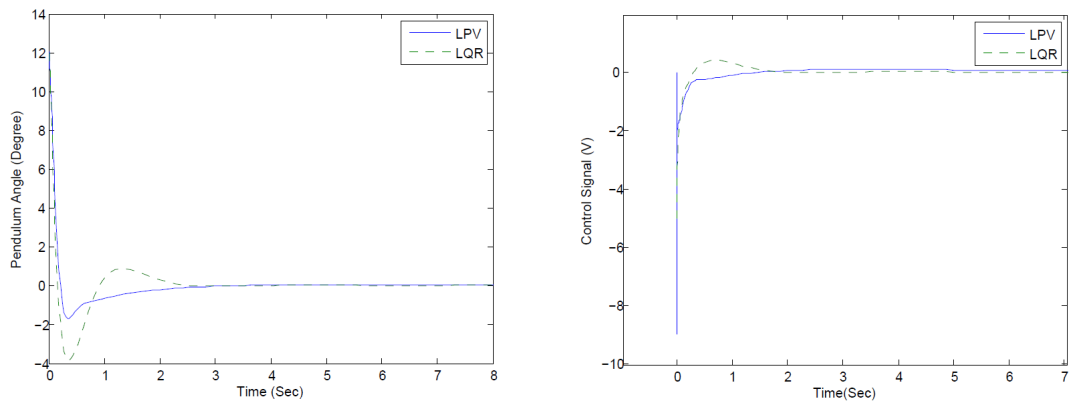 14
12
10
8
6
4
2
0
−2
−4
Pendulum Angle (Degree)
0 1 2 3 4 5 6 7 8
Time (Sec)
LPV
LQR
0
−2
−4
−6
−8
−10
Control Signal (V)
0 1 2 3 4 5 6 7
Time(Sec)
LPV
LQR